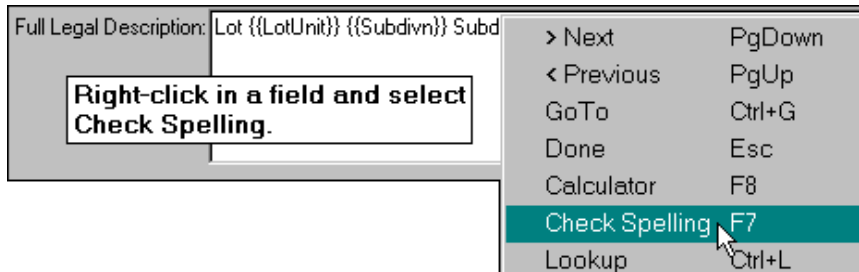 Full Legal Description: Lot {{LotUnit}} {{Subdivn}} Subd
Right-click in a field and select
Check Spelling.
> Next PgDown
< Previous PgUp
GoTo Ctrl+G
Done Esc
Calculator F8
Check Spelling F7
Lookup Ctrl+L